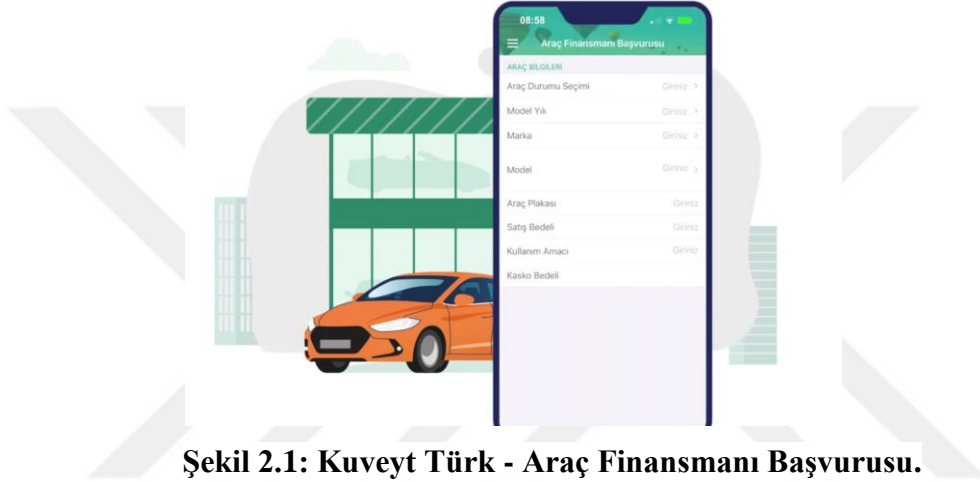 08:58
Araç Finansmanı Başvurusu
ARAÇ BİLGİLERİ
Araç Durumu Seçimi Giriniz >
Model Yılı Giriniz >
Marka Giriniz >
Model Giriniz >
Araç Plakası Giriniz
Satış Bedeli Giriniz
Kullanım Amacı Giriniz
Kasko Bedeli
Şekil 2.1: Kuveyt Türk - Araç Finansmanı Başvurusu.